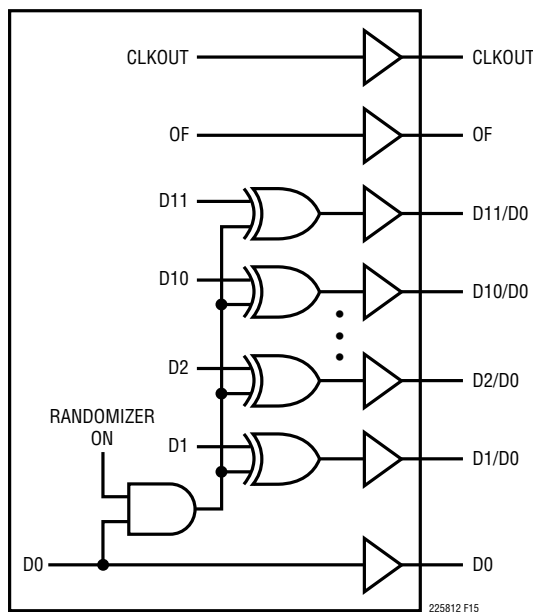 CLKOUT CLKOUT
OF OF
D11 D11/D0
D10 D10/D0
D2 D2/D0
RANDOMIZER
ON
D1 D1/D0
D0 D0
225812 F15